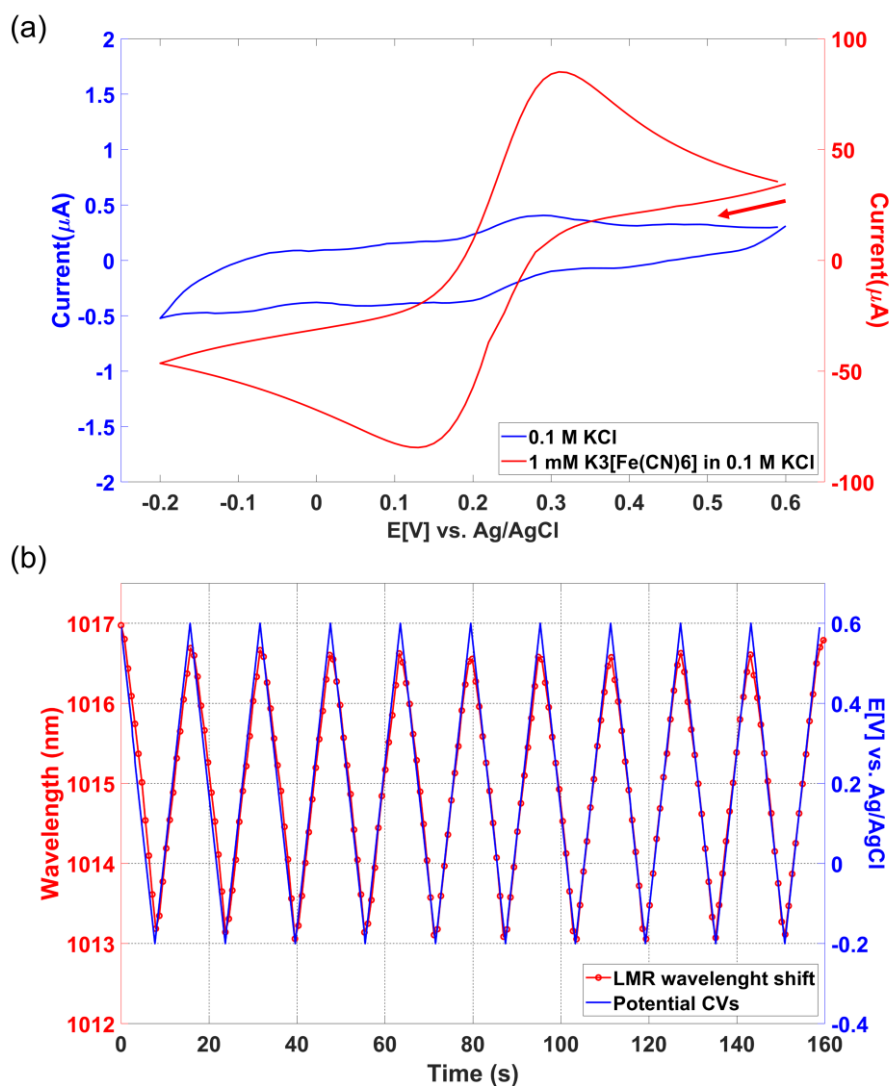 (a)
2
1.5
1
0.5
0
-0.5
-1
-1.5
-2
Current(μA)
100
50
0
-50
-100
Current(μA)
0.1 M KCl
1 mM K3[Fe(CN)6] in 0.1 M KCl
-0.2 -0.1 0 0.1 0.2 0.3 0.4 0.5 0.6
E[V] vs. Ag/AgCl
(b)
1017
1016
1015
1014
1013
1012
Wavelength (nm)
0.6
0.4
0.2
0
-0.2
-0.4
E[V] vs. Ag/AgCl
LMR wavelenght shift
Potential CVs
0 20 40 60 80 100 120 140 160
Time (s)